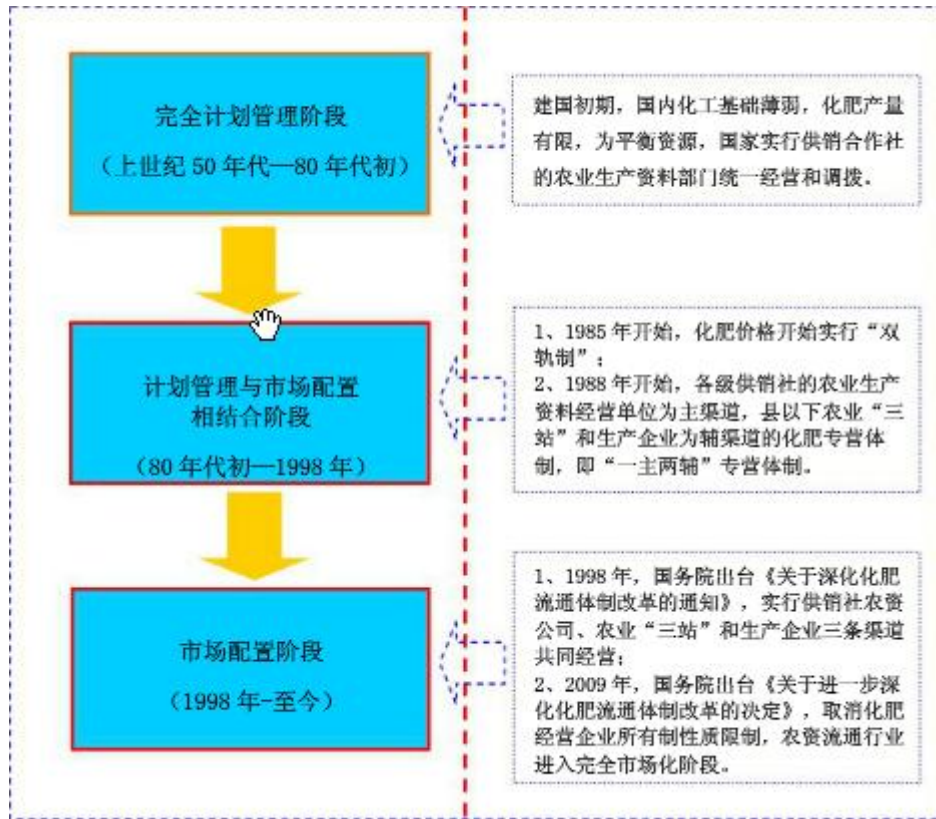 完全计划管理阶段
（上世纪 50 年代—80 年代初）
建国初期，国内化工基础薄弱，化肥产量
有限，为平衡资源，国家实行供销合作社
的农业生产资料部门统一经营和调拨。
计划管理与市场配置
相结合阶段
（80 年代初—1998 年）
1、1985 年开始，化肥价格开始实行“双
轨制”；
2、1988 年开始，各级供销社的农业生产
资料经营单位为主渠道，县以下农业“三
站”和生产企业为辅渠道的化肥专营体
制，即“一主两辅”专营体制。
市场配置阶段
（1998 年-至今）
1、1998 年，国务院出台《关于深化化肥
流通体制改革的通知》，实行供销社农资
公司、农业“三站”和生产企业三条渠道
共同经营；
2、2009 年，国务院出台《关于进一步深
化化肥流通体制改革的决定》，取消化肥
经营企业所有制性质限制，农资流通行业
进入完全市场化阶段。